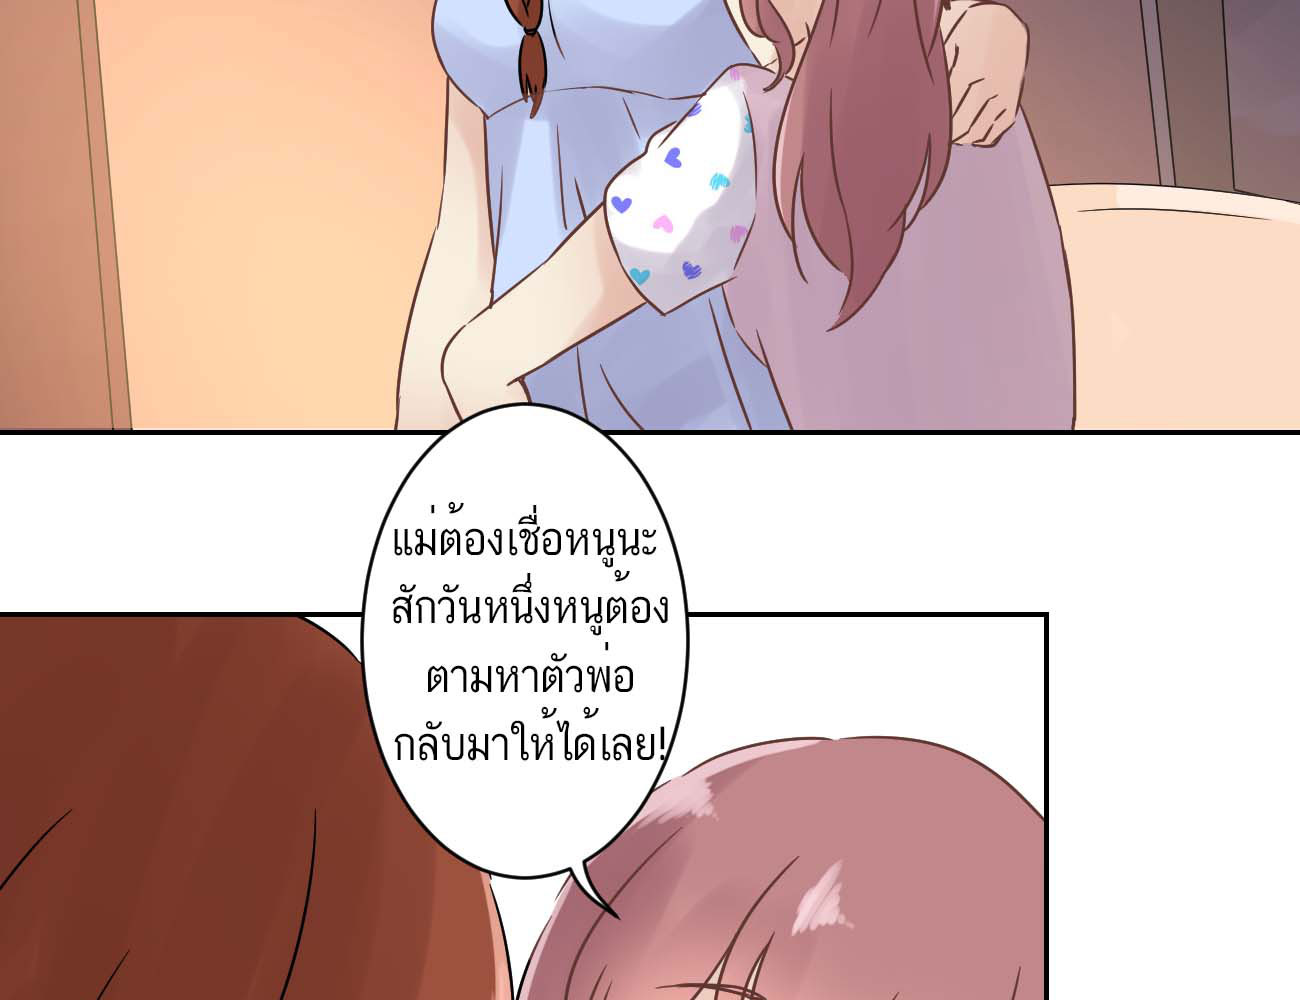 แม่ต้องเชื่อหนูนะ
สักวันหนึ่งหนูต้อง
ตามหาตัวพ่อ
กลับมาให้ได้เลย!